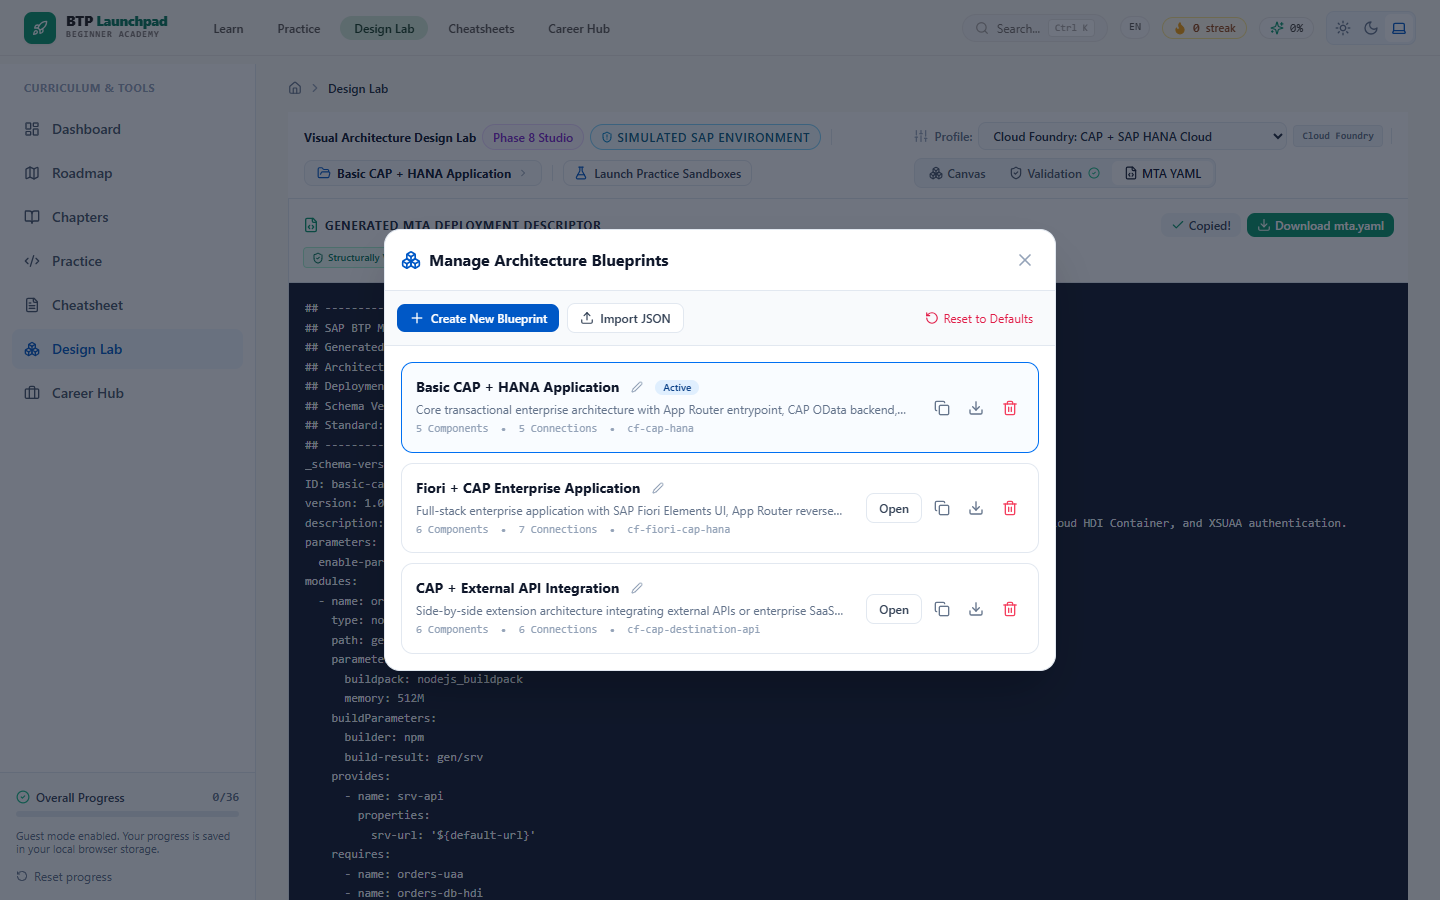 BTP Launchpad
BEGINNER ACADEMY
Learn
Practice
Design Lab
Cheatsheets
Career Hub
Search...
Ctrl K
EN
0 streak
0%
CURRICULUM & TOOLS
Dashboard
Roadmap
Chapters
Practice
Cheatsheet
Design Lab
Career Hub
Overall Progress
0/36
Guest mode enabled. Your progress is saved
in your local browser storage.
Reset progress
Design Lab
Visual Architecture Design Lab
Phase 8 Studio
SIMULATED SAP ENVIRONMENT
Profile:
Cloud Foundry: CAP + SAP HANA Cloud
Cloud Foundry
Basic CAP + HANA Application
Launch Practice Sandboxes
Canvas
Validation
MTA YAML
GENERATED MTA DEPLOYMENT DESCRIPTOR
Copied!
Download mta.yaml
Structurally
Manage Architecture Blueprints
Create New Blueprint
Import JSON
Reset to Defaults
Basic CAP + HANA Application
Active
Core transactional enterprise architecture with App Router entrypoint, CAP OData backend,...
5 Components • 5 Connections • cf-cap-hana
Fiori + CAP Enterprise Application
Full-stack enterprise application with SAP Fiori Elements UI, App Router reverse...
6 Components • 7 Connections • cf-fiori-cap-hana
Open
CAP + External API Integration
Side-by-side extension architecture integrating external APIs or enterprise SaaS...
6 Components • 6 Connections • cf-cap-destination-api
Open
## SAP BTP M
## Generated
## Architect
## Deploymen
## Schema Ve
## Standard:
_schema-vers
ID: basic-ca
version: 1.0
description: oud HDI Container, and XSUAA authentication.
parameters:
enable-par
modules:
- name: or
type: no
path: ge
paramete
buildpack: nodejs_buildpack
memory: 512M
buildParameters:
builder: npm
build-result: gen/srv
provides:
- name: srv-api
properties:
srv-url: '${default-url}'
requires:
- name: orders-uaa
- name: orders-db-hdi